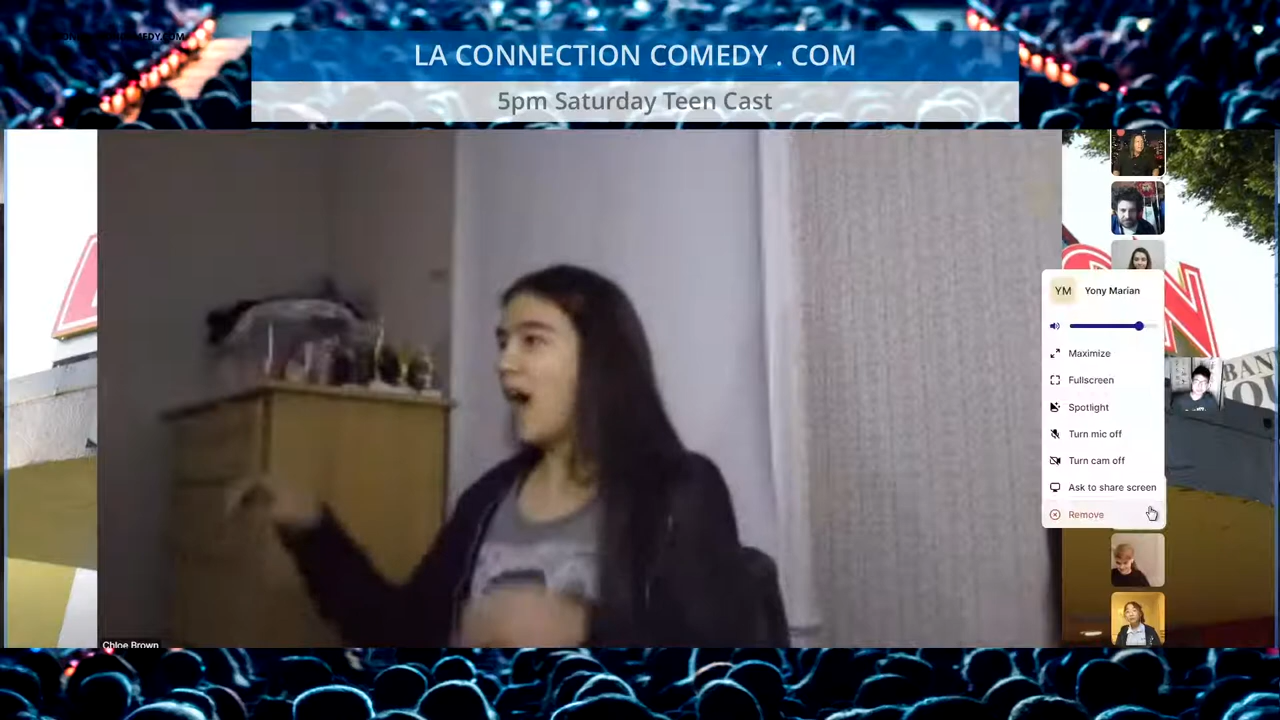 LA CONNECTION COMEDY . COM
5pm Saturday Teen Cast
YM
Yony Marian
Maximize
Fullscreen
Spotlight
Turn mic off
Turn cam off
Ask to share screen
Remove
Chloe Brown